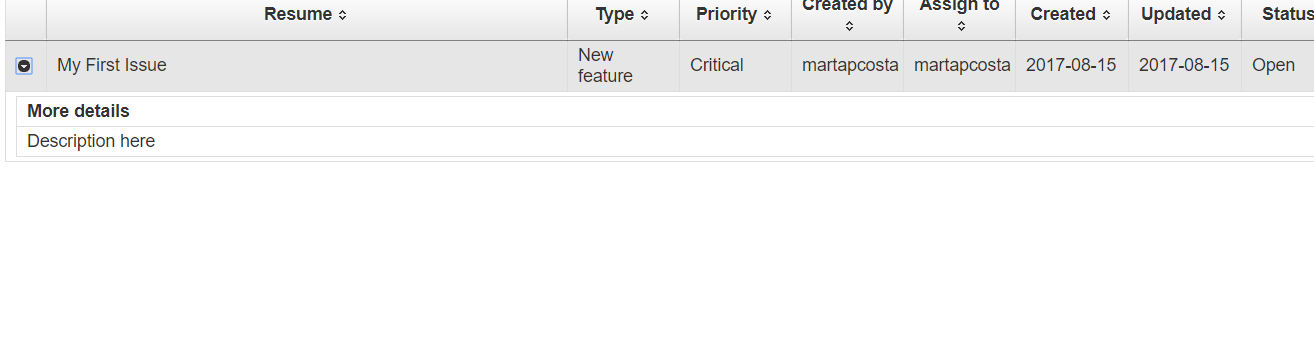 Resume Type Priority Created by Assign to Created Updated Status
My First Issue New feature Critical martapcosta martapcosta 2017-08-15 2017-08-15 Open
More details
Description here